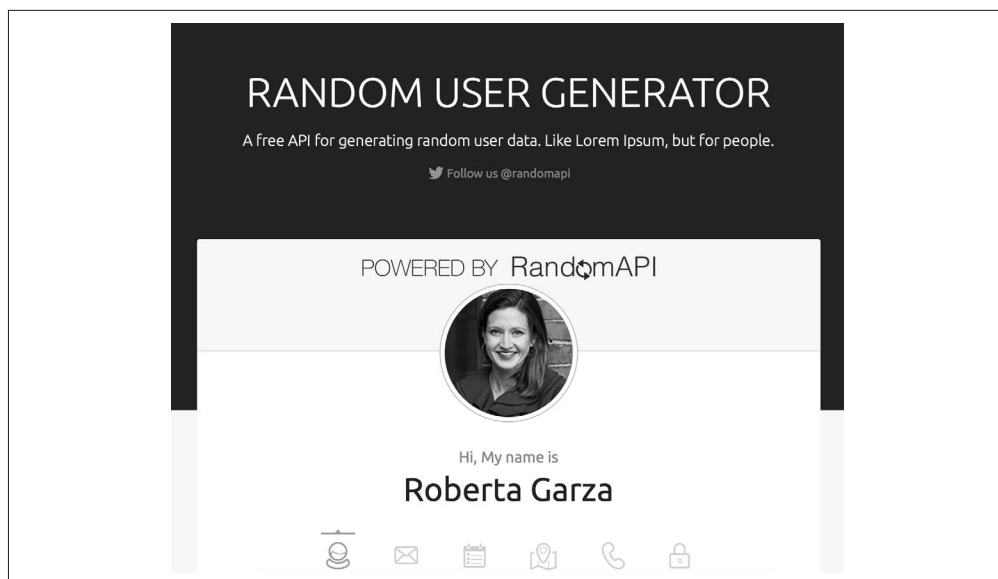 RANDOM USER GENERATOR
A free API for generating random user data. Like Lorem Ipsum, but for people.
Follow us @randomapi
POWERED BY RandomAPI
Hi, My name is
Roberta Garza